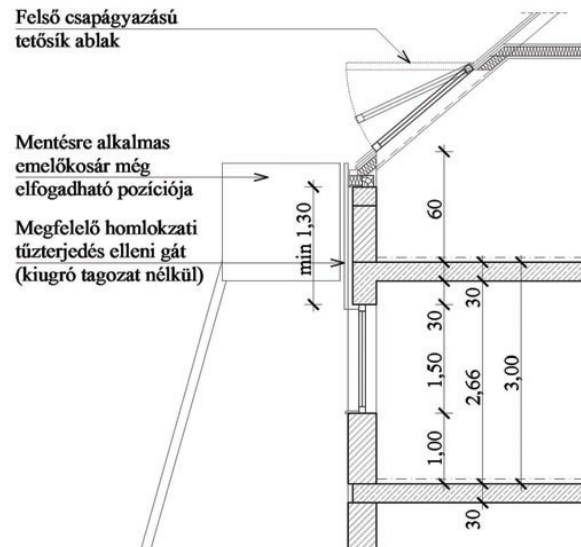 Felső csapágyazású
tetősík ablak
Mentésre alkalmas
emelőkosár még
elfogadható pozíciója
Megfelelő homlokzati
tűzterjedés elleni gát
(kiugró tagozat nélkül)
min 1,30
60
30
1,50
1,00
30
2,66
30
3,00